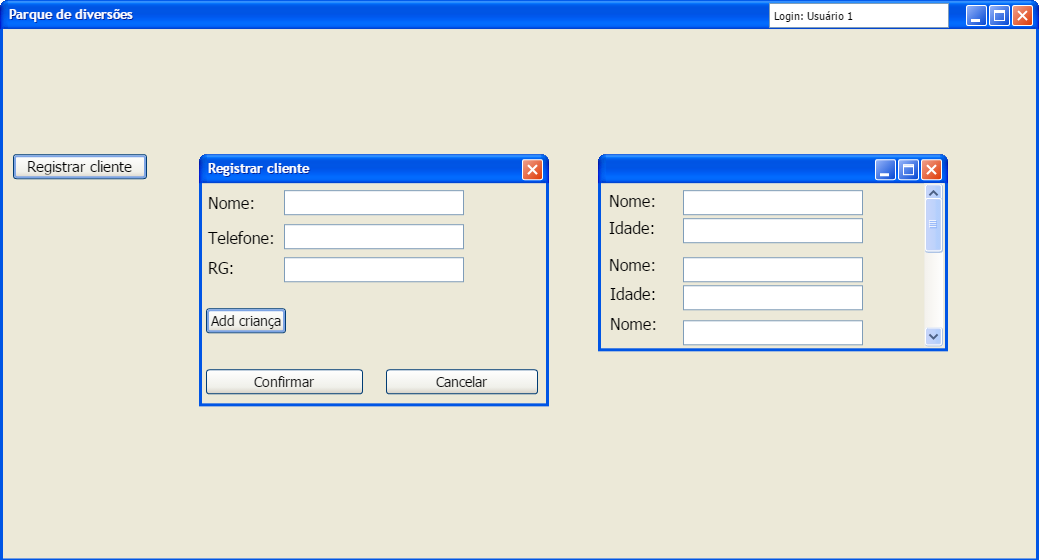 Parque de diversões
Login: Usuário 1
Registrar cliente
Registrar cliente
Nome:
Telefone:
RG:
Add criança
Confirmar
Cancelar
Nome:
Idade:
Nome:
Idade:
Nome: